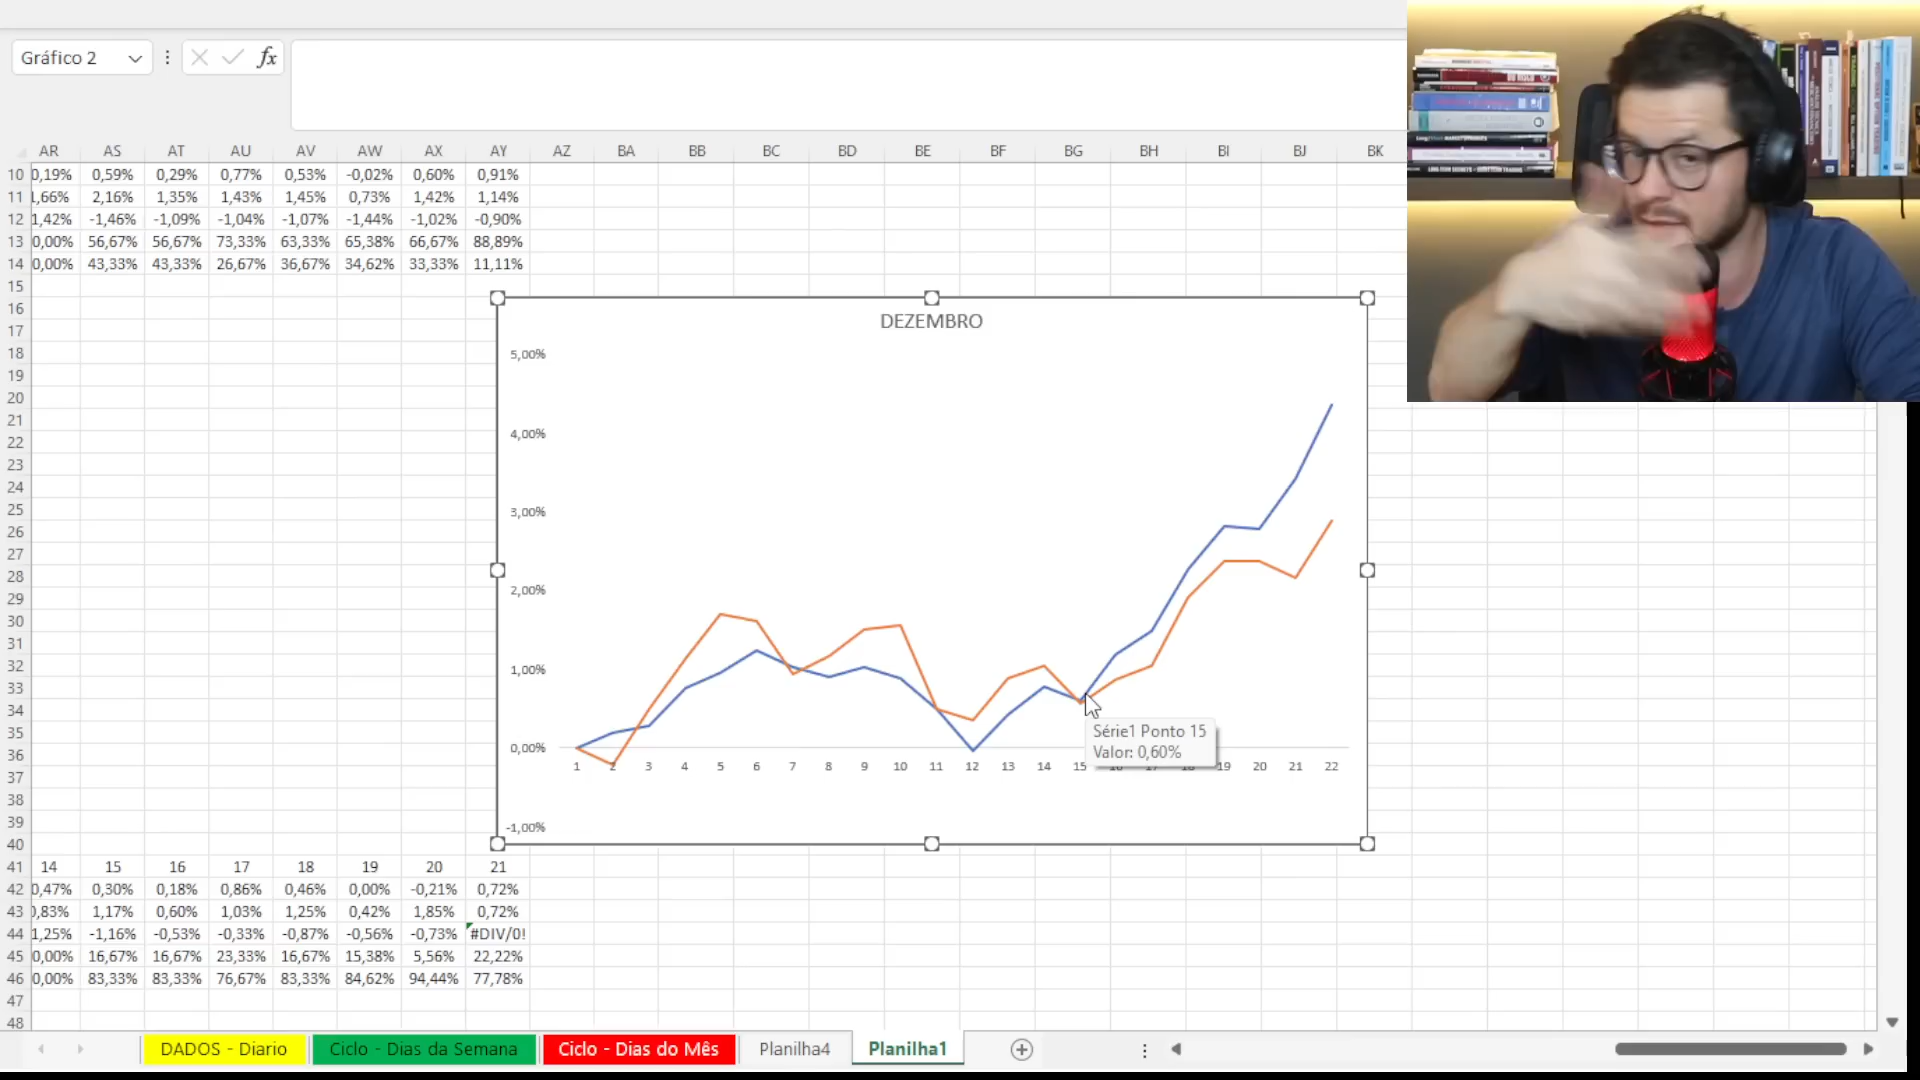 Gráfico 2
fx
AR AS AT AU AV AW AX AY AZ BA BB BC BD BE BF BG BH BI BJ BK
10 0,19% 0,59% 0,29% 0,77% 0,53% -0,02% 0,60% 0,91%
11 1,66% 2,16% 1,35% 1,43% 1,45% 0,73% 1,42% 1,14%
12 1,42% -1,46% -1,09% -1,04% -1,07% -1,44% -1,02% -0,90%
13 0,00% 56,67% 56,67% 73,33% 63,33% 65,38% 66,67% 88,89%
14 0,00% 43,33% 43,33% 26,67% 36,67% 34,62% 33,33% 11,11%
15
16
17
18
19
20
21
22
23
24
25
26
27
28
29
30
31
32
33
34
35
36
37
38
39
40
DEZEMBRO
5,00%
4,00%
3,00%
2,00%
1,00%
0,00%
-1,00%
1 2 3 4 5 6 7 8 9 10 11 12 13 14 15 19 20 21 22
Série1 Ponto 15
Valor: 0,60%
41 14 15 16 17 18 19 20 21
42 0,47% 0,30% 0,18% 0,86% 0,46% 0,00% -0,21% 0,72%
43 0,83% 1,17% 0,60% 1,03% 1,25% 0,42% 1,85% 0,72%
44 1,25% -1,16% -0,53% -0,33% -0,87% -0,56% -0,73% #DIV/0!
45 0,00% 16,67% 16,67% 23,33% 16,67% 15,38% 5,56% 22,22%
46 0,00% 83,33% 83,33% 76,67% 83,33% 84,62% 94,44% 77,78%
47
48
DADOS - Diario
Ciclo - Dias da Semana
Ciclo - Dias do Mês
Planilha4
Planilha1